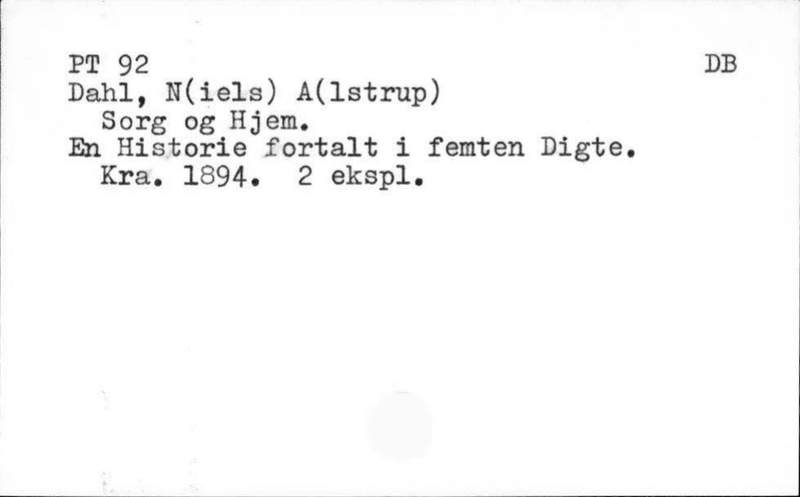 PT 92 DB
Dahl, N(iels) A(lstrup)
Sorg og Hjem.
En Historie fortalt i femten Digte.
Kra. 1894. 2 ekspl.